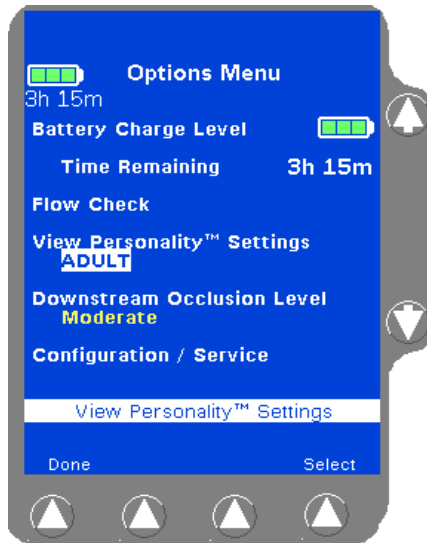 Options Menu
3h 15m
Battery Charge Level
Time Remaining 3h 15m
Flow Check
View Personality™ Settings
ADULT
Downstream Occlusion Level
Moderate
Configuration / Service
View Personality™ Settings
Done Select